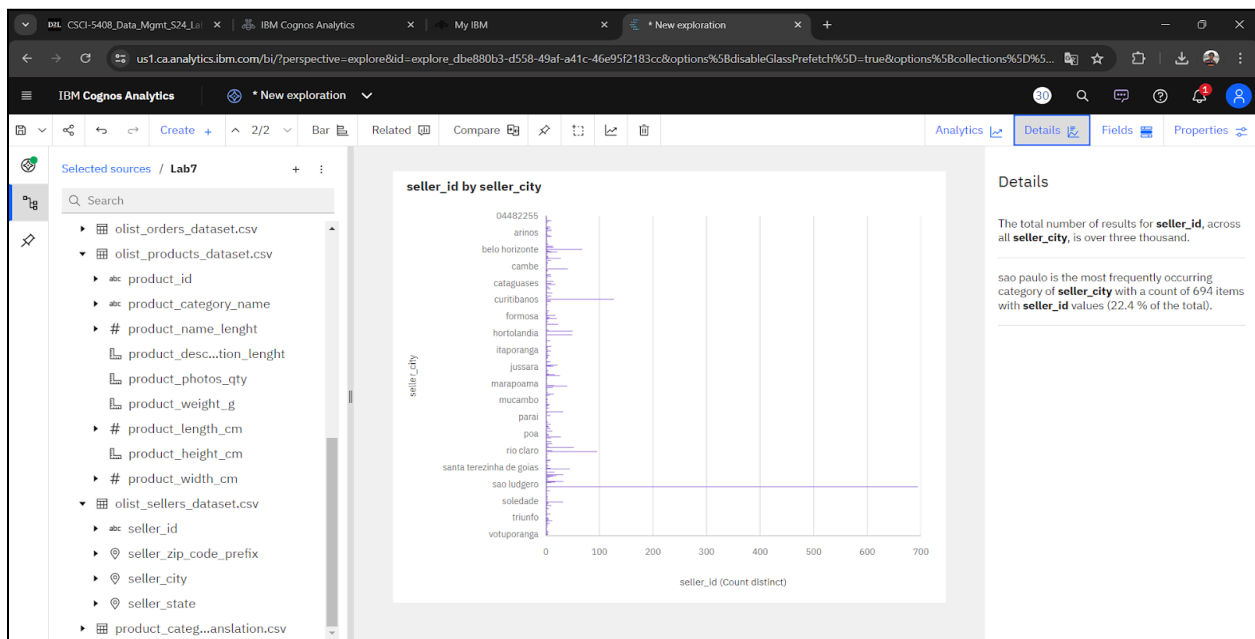 CSCI-5408_Data_Mgmt_S24_La
IBM Cognos Analytics
My IBM
* New exploration
us1.ca.analytics.ibm.com/bi/?perspective=explore&id=explore_dbe880b3-d558-49af-a41c-46e95f2183cc&options%5BdisableGlassPrefetch%5D=true&options%5Bcollections%5D%5...
IBM Cognos Analytics
* New exploration
30
1
Create +
2/2
Bar
Related
Compare
Analytics
Details
Fields
Properties
Selected sources / Lab7
Search
olist_orders_dataset.csv
olist_products_dataset.csv
abc product_id
abc product_category_name
# product_name_lenght
product_desc...tion_lenght
product_photos_qty
product_weight_g
# product_length_cm
product_height_cm
# product_width_cm
olist_sellers_dataset.csv
abc seller_id
seller_zip_code_prefix
seller_city
seller_state
product_categ...anslation.csv
seller_id by seller_city
seller_city
04482255
arinos
belo horizonte
cambe
cataguases
curitibanos
formosa
hortolandia
itaporanga
jussara
marapoama
mucambo
parai
poa
rio claro
santa terezinha de goias
sao ludgero
soledade
triunfo
votuporanga
0 100 200 300 400 500 600 700
seller_id (Count distinct)
Details
The total number of results for seller_id, across
all seller_city, is over three thousand.
sao paulo is the most frequently occurring
category of seller_city with a count of 694 items
with seller_id values (22.4 % of the total).